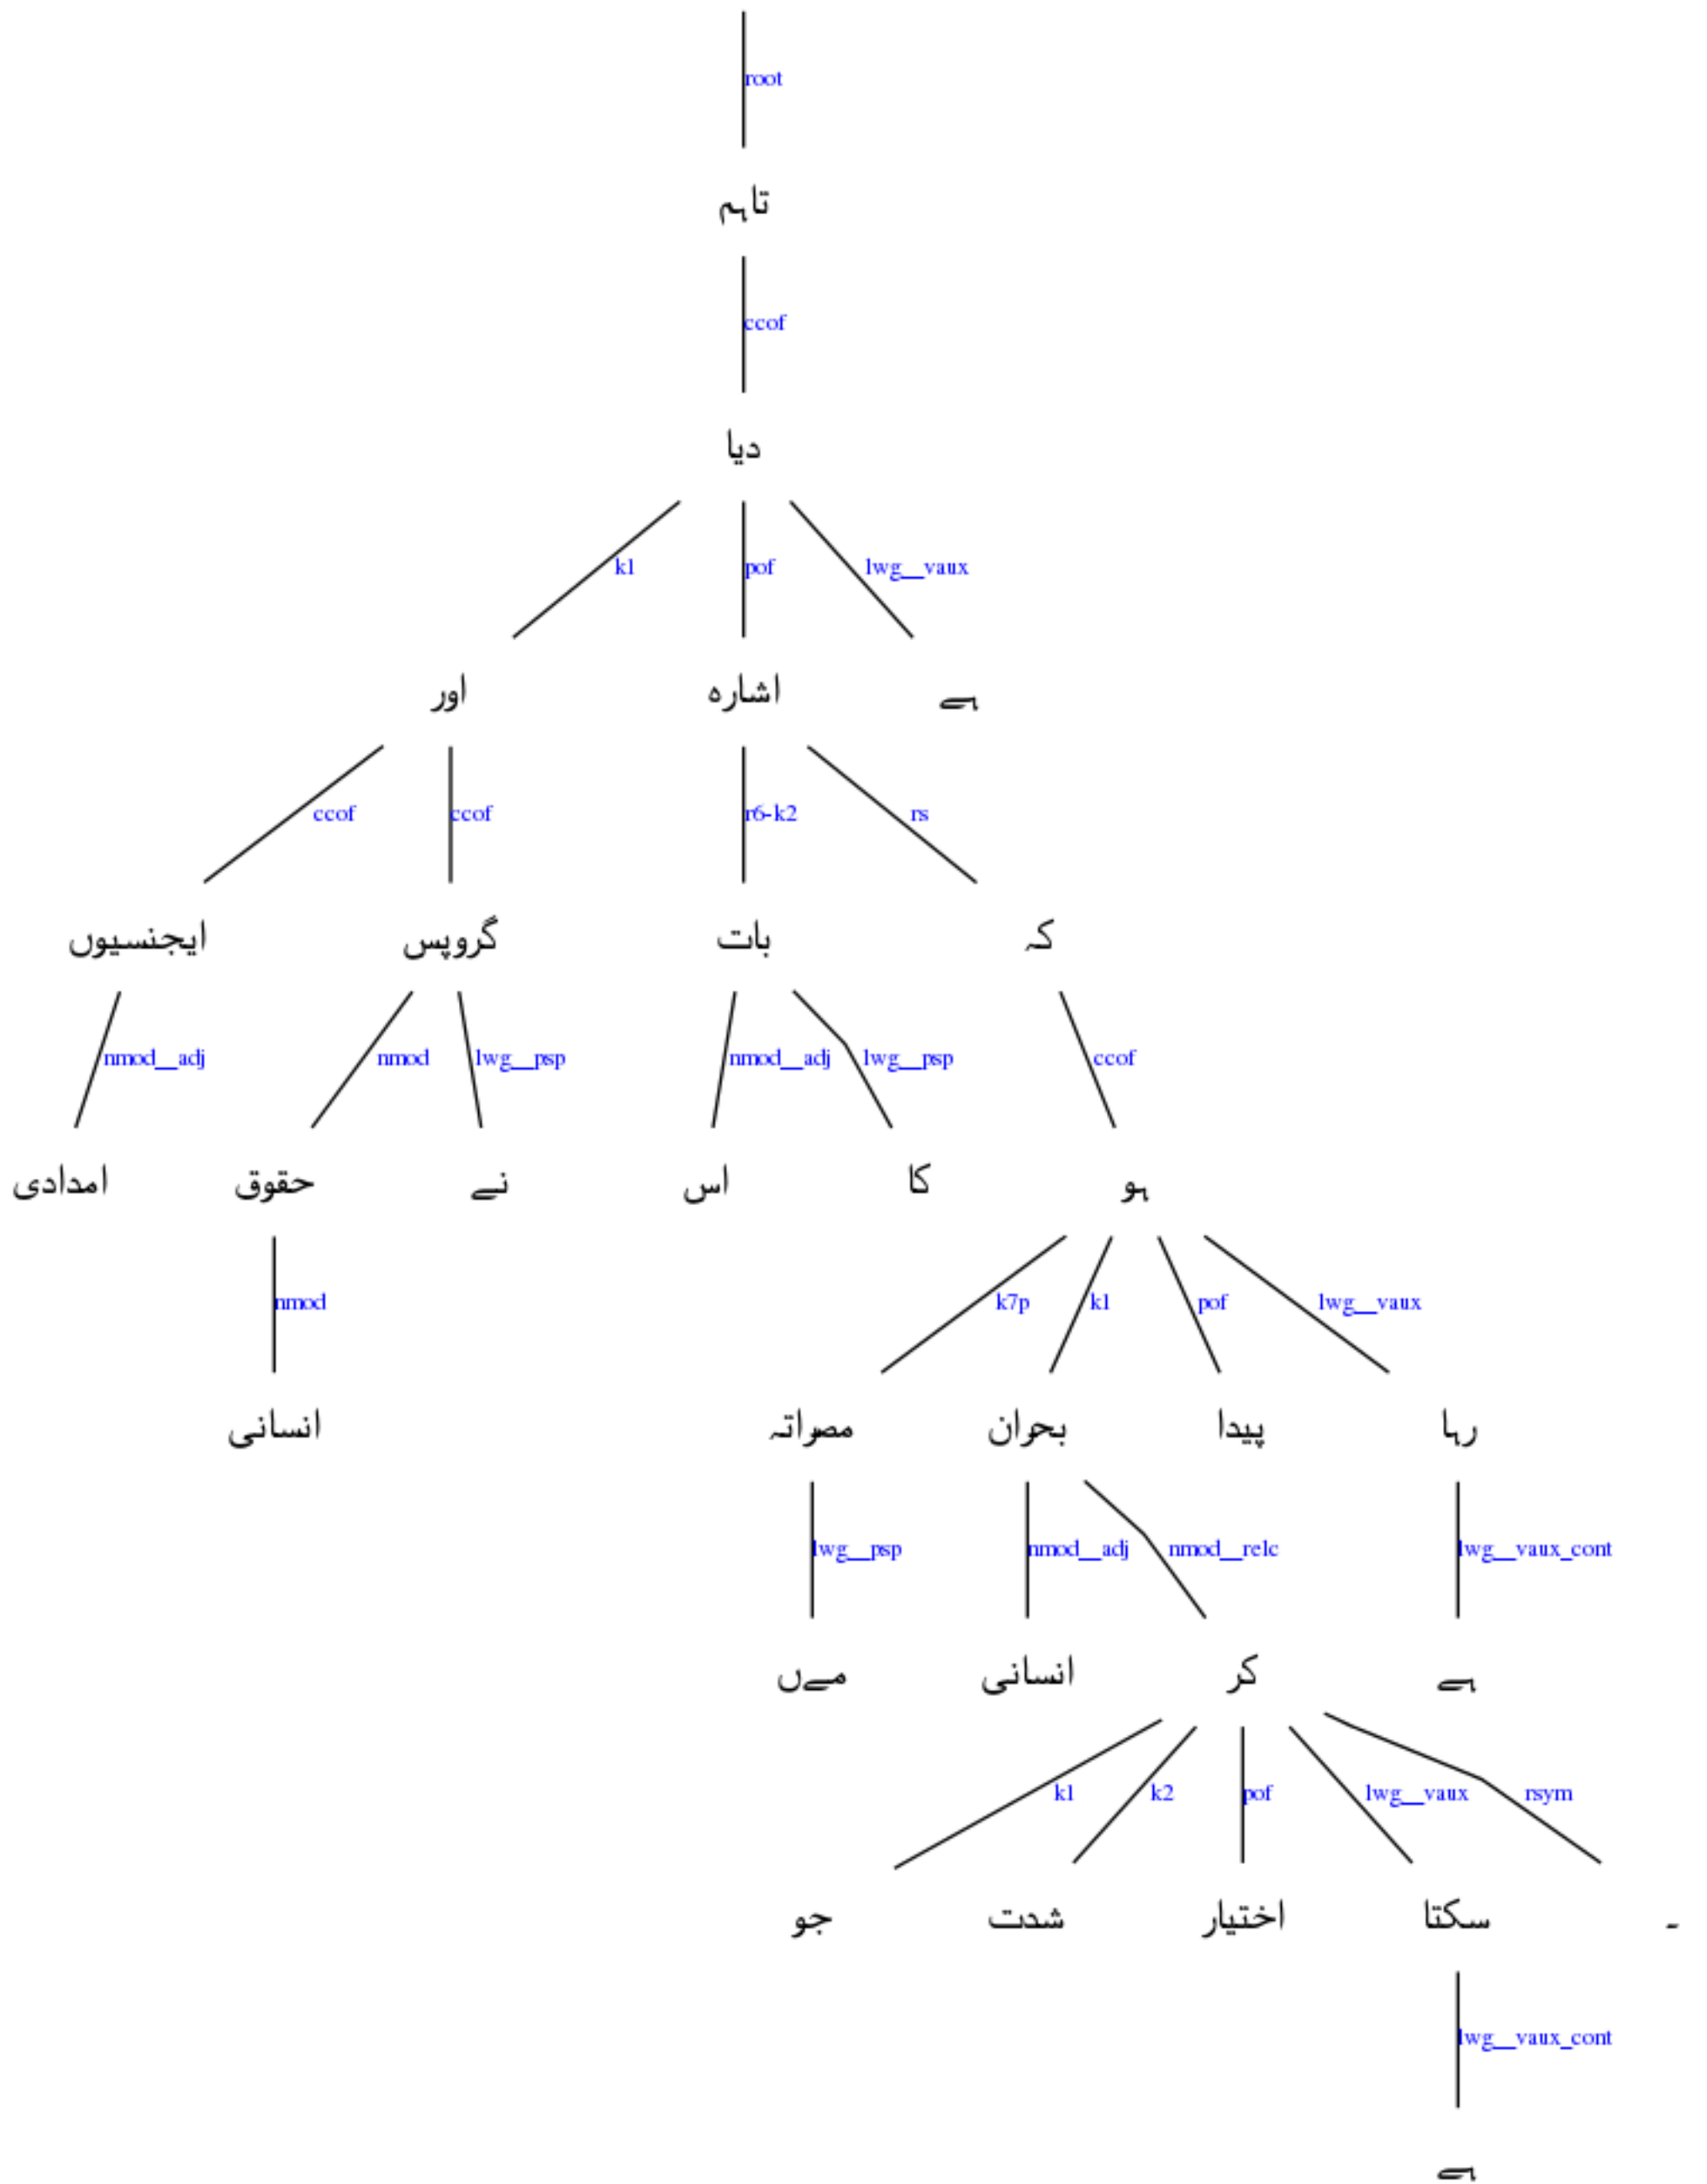 root
تاہم
ccof
دیا
k1 pof lwg__vaux
اور اشارہ ہے
ccof ccof r6-k2 rs
ایجنسیوں گروپس بات کہ
nmod__adj nmod lwg__psp nmod__adj lwg__psp ccof
امدادی حقوق نے اس کا ہو
nmod k7p k1 pof lwg__vaux
انسانی مصراتہ بحران پیدا رہا
lwg__psp nmod__adj nmod__relc lwg__vaux_cont
مےں انسانی کر ہے
k1 k2 pof lwg__vaux rsym
جو شدت اختیار سکتا ۔
lwg__vaux_cont
ہے